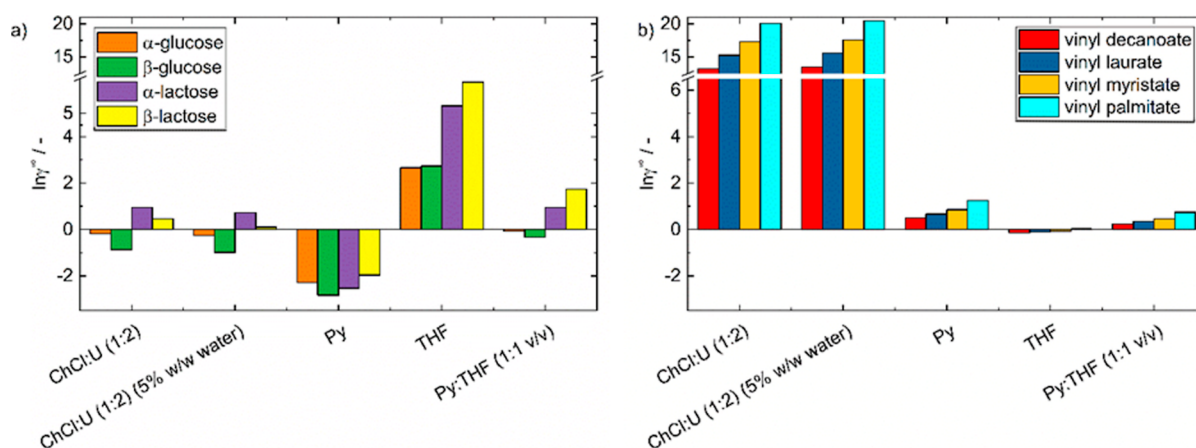 a)
20
15
5
4
2
0
-2
lnγ^∞ / -
α-glucose
β-glucose
α-lactose
β-lactose
ChCl:U (1:2)
ChCl:U (1:2) (5% w/w water)
Py
THF
Py:THF (1:1 v/v)
b)
20
15
6
4
2
0
-2
lnγ^∞ / -
vinyl decanoate
vinyl laurate
vinyl myristate
vinyl palmitate
ChCl:U (1:2)
ChCl:U (1:2) (5% w/w water)
Py
THF
Py:THF (1:1 v/v)